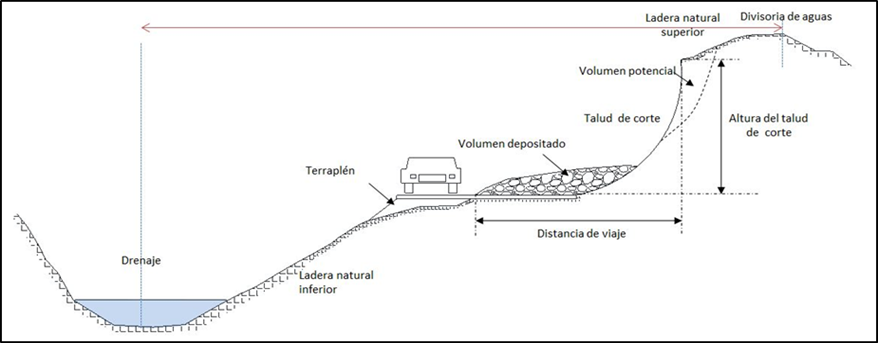 Ladera natural
superior
Divisoria de aguas
Volumen potencial
Talud de corte
Altura del talud
de corte
Volumen depositado
Terraplén
Distancia de viaje
Drenaje
Ladera natural
inferior